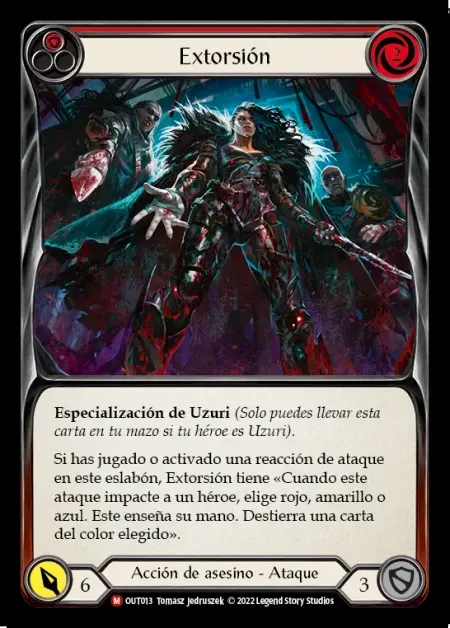 Extorsión
2
Especialización de Uzuri (Solo puedes llevar esta
carta en tu mazo si tu héroe es Uzuri).
Si has jugado o activado una reacción de ataque
en este eslabón, Extorsión tiene «Cuando este
ataque impacte a un héroe, elige rojo, amarillo o
azul. Este enseña su mano. Destierra una carta
del color elegido».
6 Acción de asesino - Ataque 3
M OUT013 Tomasz Jedruszek © 2022 Legend Story Studios